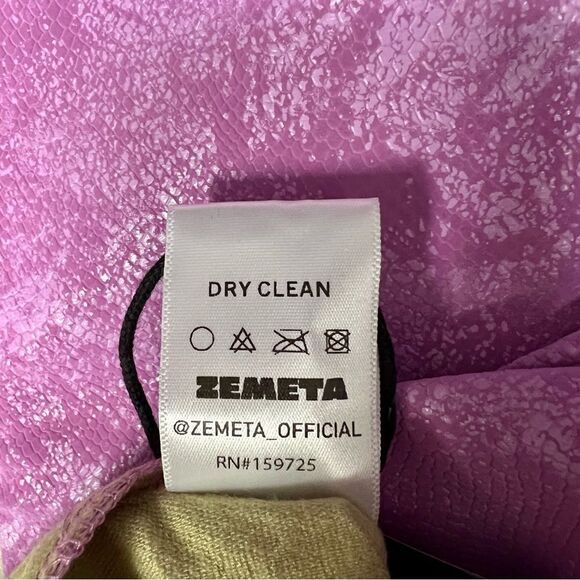 DRY CLEAN
ZEMETA
@ZEMETA_OFFICIAL
RN#159725